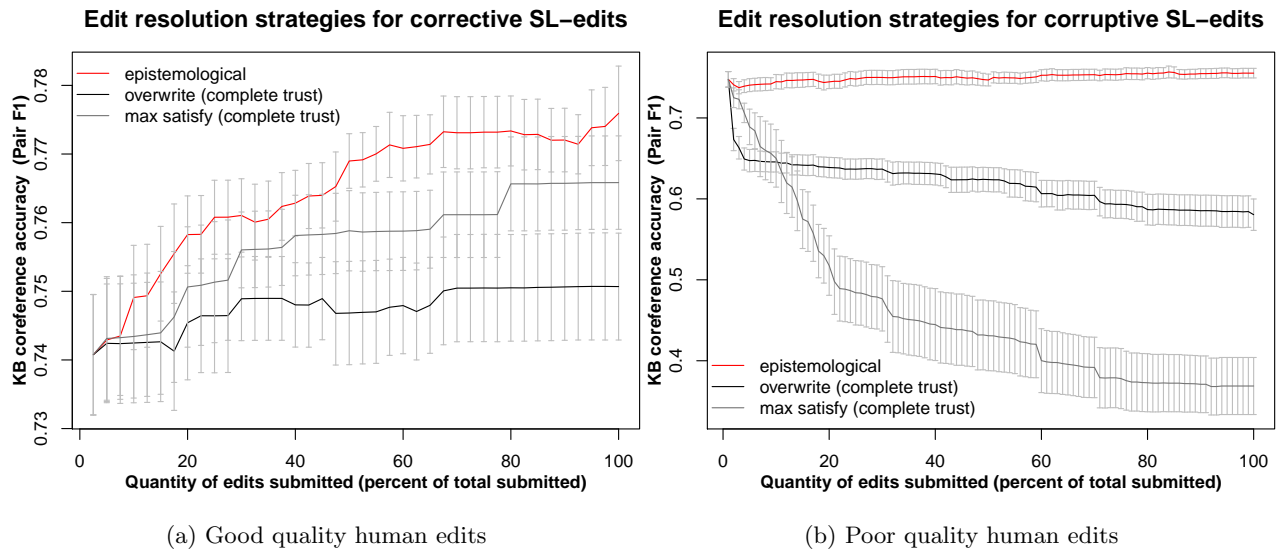 Edit resolution strategies for corrective SL−edits
KB coreference accuracy (Pair F1)
0.78
0.77
0.76
0.75
0.74
0.73
epistemological
overwrite (complete trust)
max satisfy (complete trust)
0 20 40 60 80 100
Quantity of edits submitted (percent of total submitted)
(a) Good quality human edits
Edit resolution strategies for corruptive SL−edits
KB coreference accuracy (Pair F1)
0.7
0.6
0.5
0.4
epistemological
overwrite (complete trust)
max satisfy (complete trust)
0 20 40 60 80 100
Quantity of edits submitted (percent of total submitted)
(b) Poor quality human edits